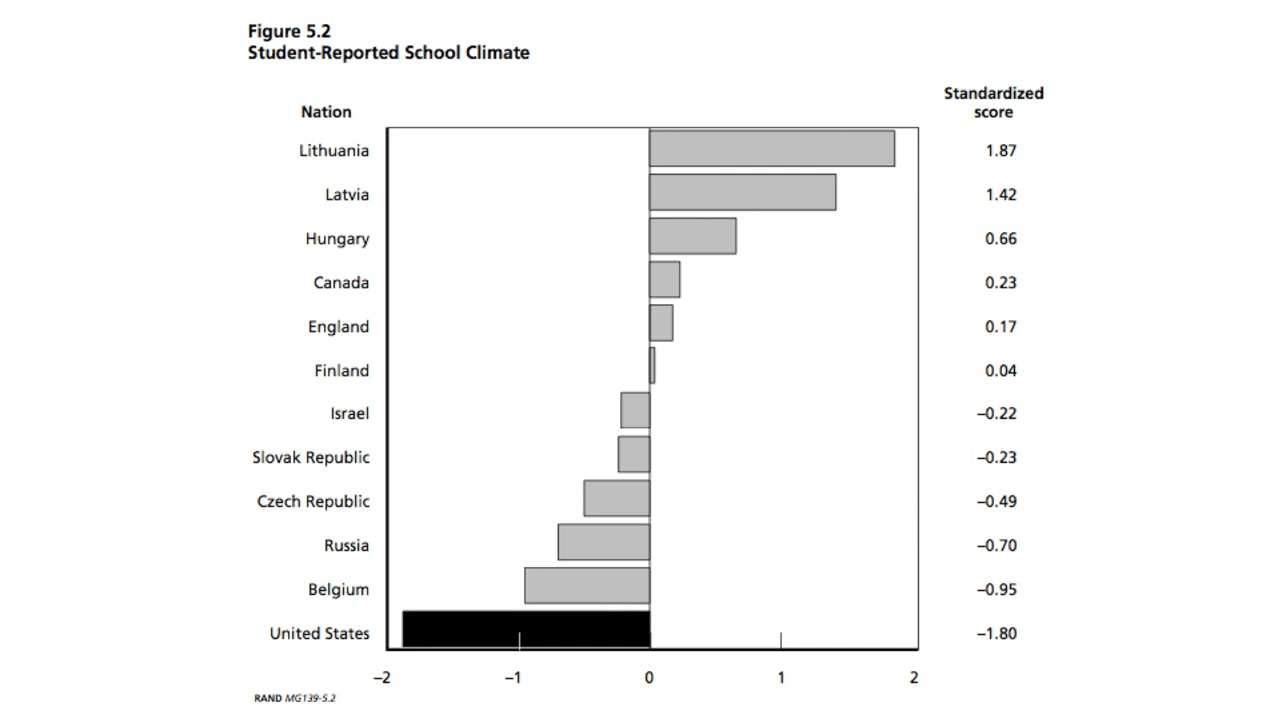 Figure 5.2
Student-Reported School Climate
Nation
Standardized
score
Lithuania 1.87
Latvia 1.42
Hungary 0.66
Canada 0.23
England 0.17
Finland 0.04
Israel –0.22
Slovak Republic –0.23
Czech Republic –0.49
Russia –0.70
Belgium –0.95
United States –1.80
–2 –1 0 1 2
RAND MG139-5.2